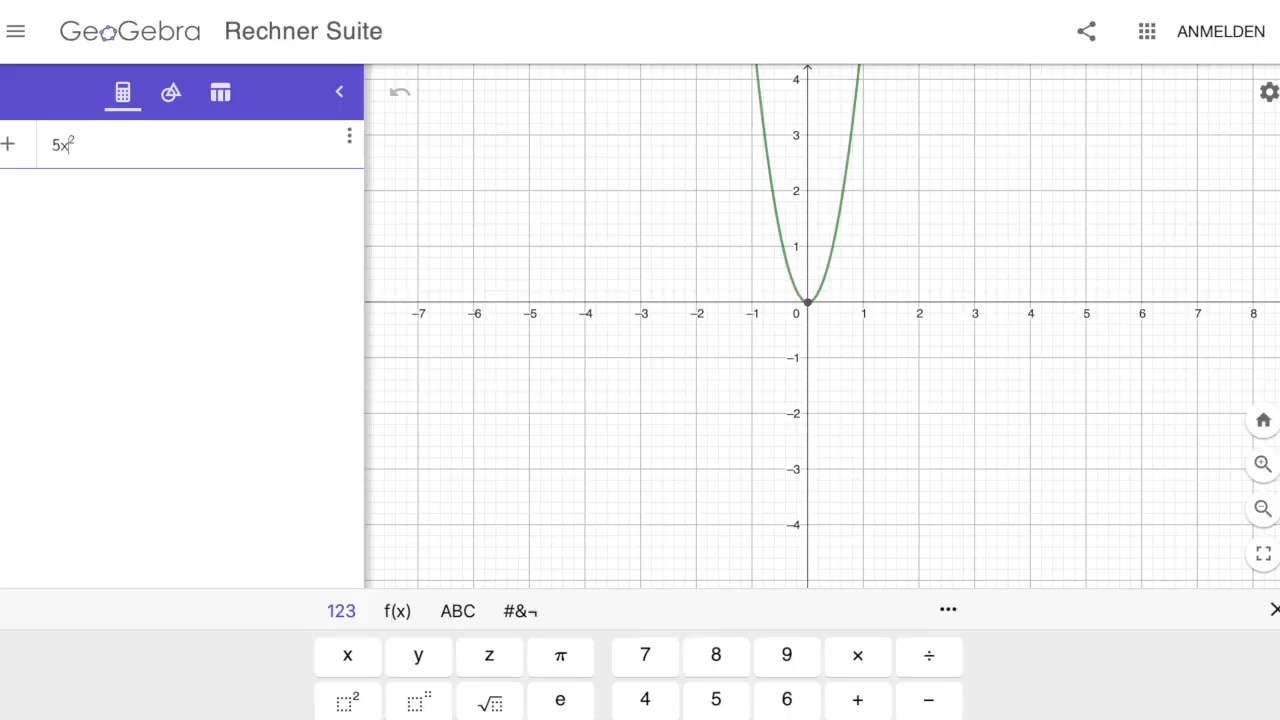 GeoGebra Rechner Suite ANMELDEN
5x²
4
3
2
1
–7 –6 –5 –4 –3 –2 –1 0 1 2 3 4 5 6 7 8
–1
–2
–3
–4
123 f(x) ABC #&¬ •••
x y z π 7 8 9 × ÷
2 √ e 4 5 6 + −